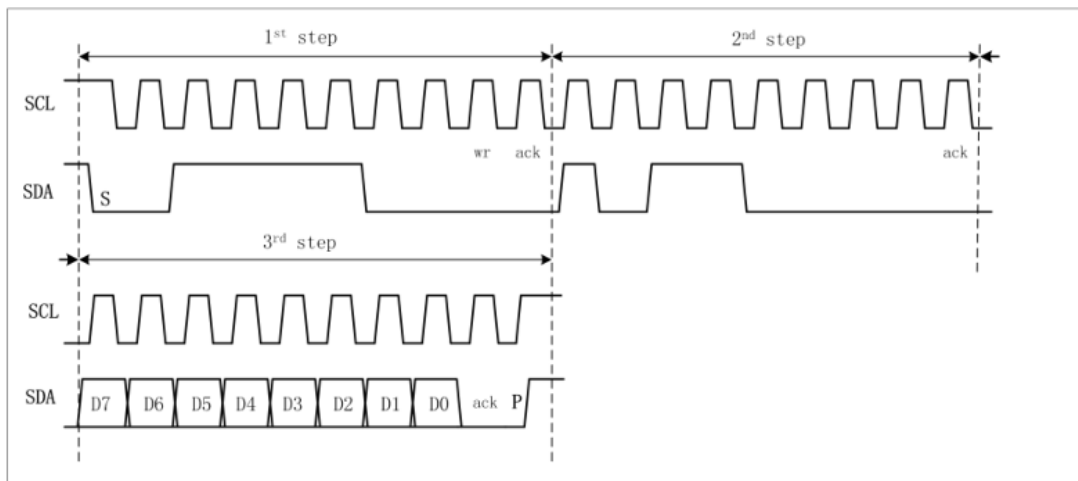 1st step 2nd step
SCL
wr ack ack
SDA S
3rd step
SCL
SDA D7 D6 D5 D4 D3 D2 D1 D0 ack P